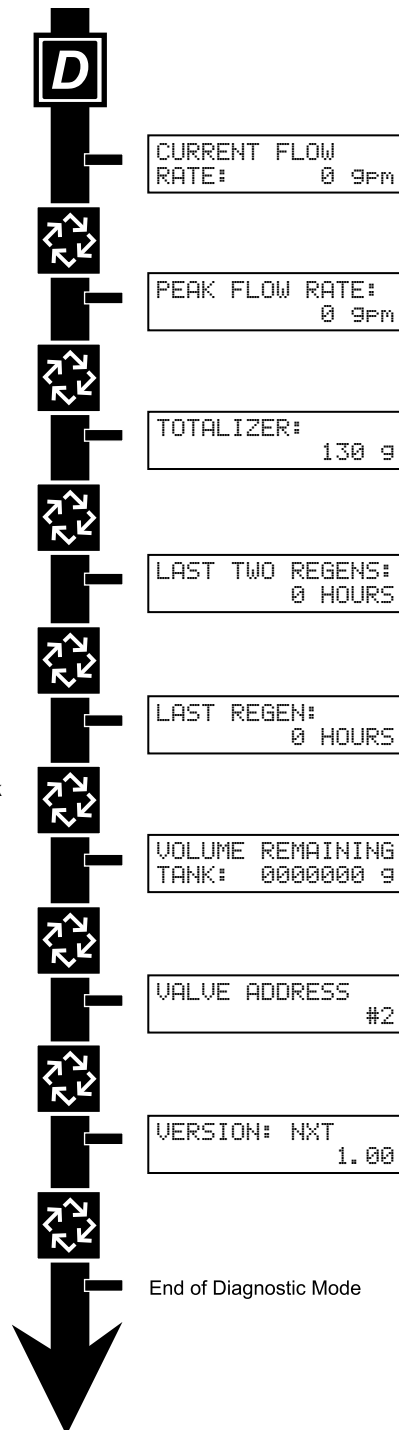 D
CURRENT FLOW
RATE: 0 gpm
PEAK FLOW RATE:
0 gpm
TOTALIZER:
130 g
LAST TWO REGENS:
0 HOURS
LAST REGEN:
0 HOURS
VOLUME REMAINING
TANK: 0000000 g
VALVE ADDRESS
#2
VERSION: NXT
1.00
End of Diagnostic Mode